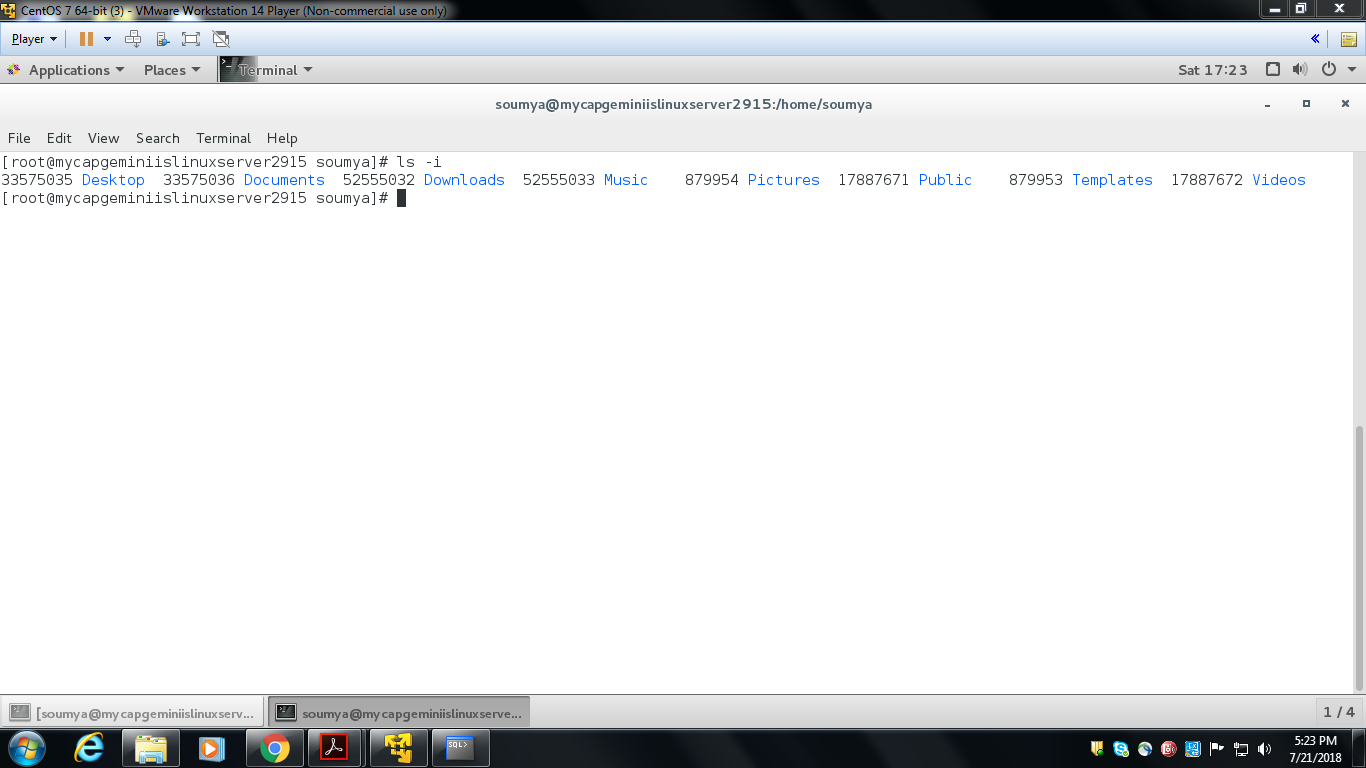 CentOS 7 64-bit (3) - VMware Workstation 14 Player (Non-commercial use only)
Player
Applications Places Terminal Sat 17:23
soumya@mycapgeminiislinuxserver2915:/home/soumya
File Edit View Search Terminal Help
[root@mycapgeminiislinuxserver2915 soumya]# ls -i
33575035 Desktop 33575036 Documents 52555032 Downloads 52555033 Music 879954 Pictures 17887671 Public 879953 Templates 17887672 Videos
[root@mycapgeminiislinuxserver2915 soumya]#
[soumya@mycapgeminiislinuxserv... soumya@mycapgeminiislinuxserve... 1 / 4
SQL>
5:23 PM
7/21/2018